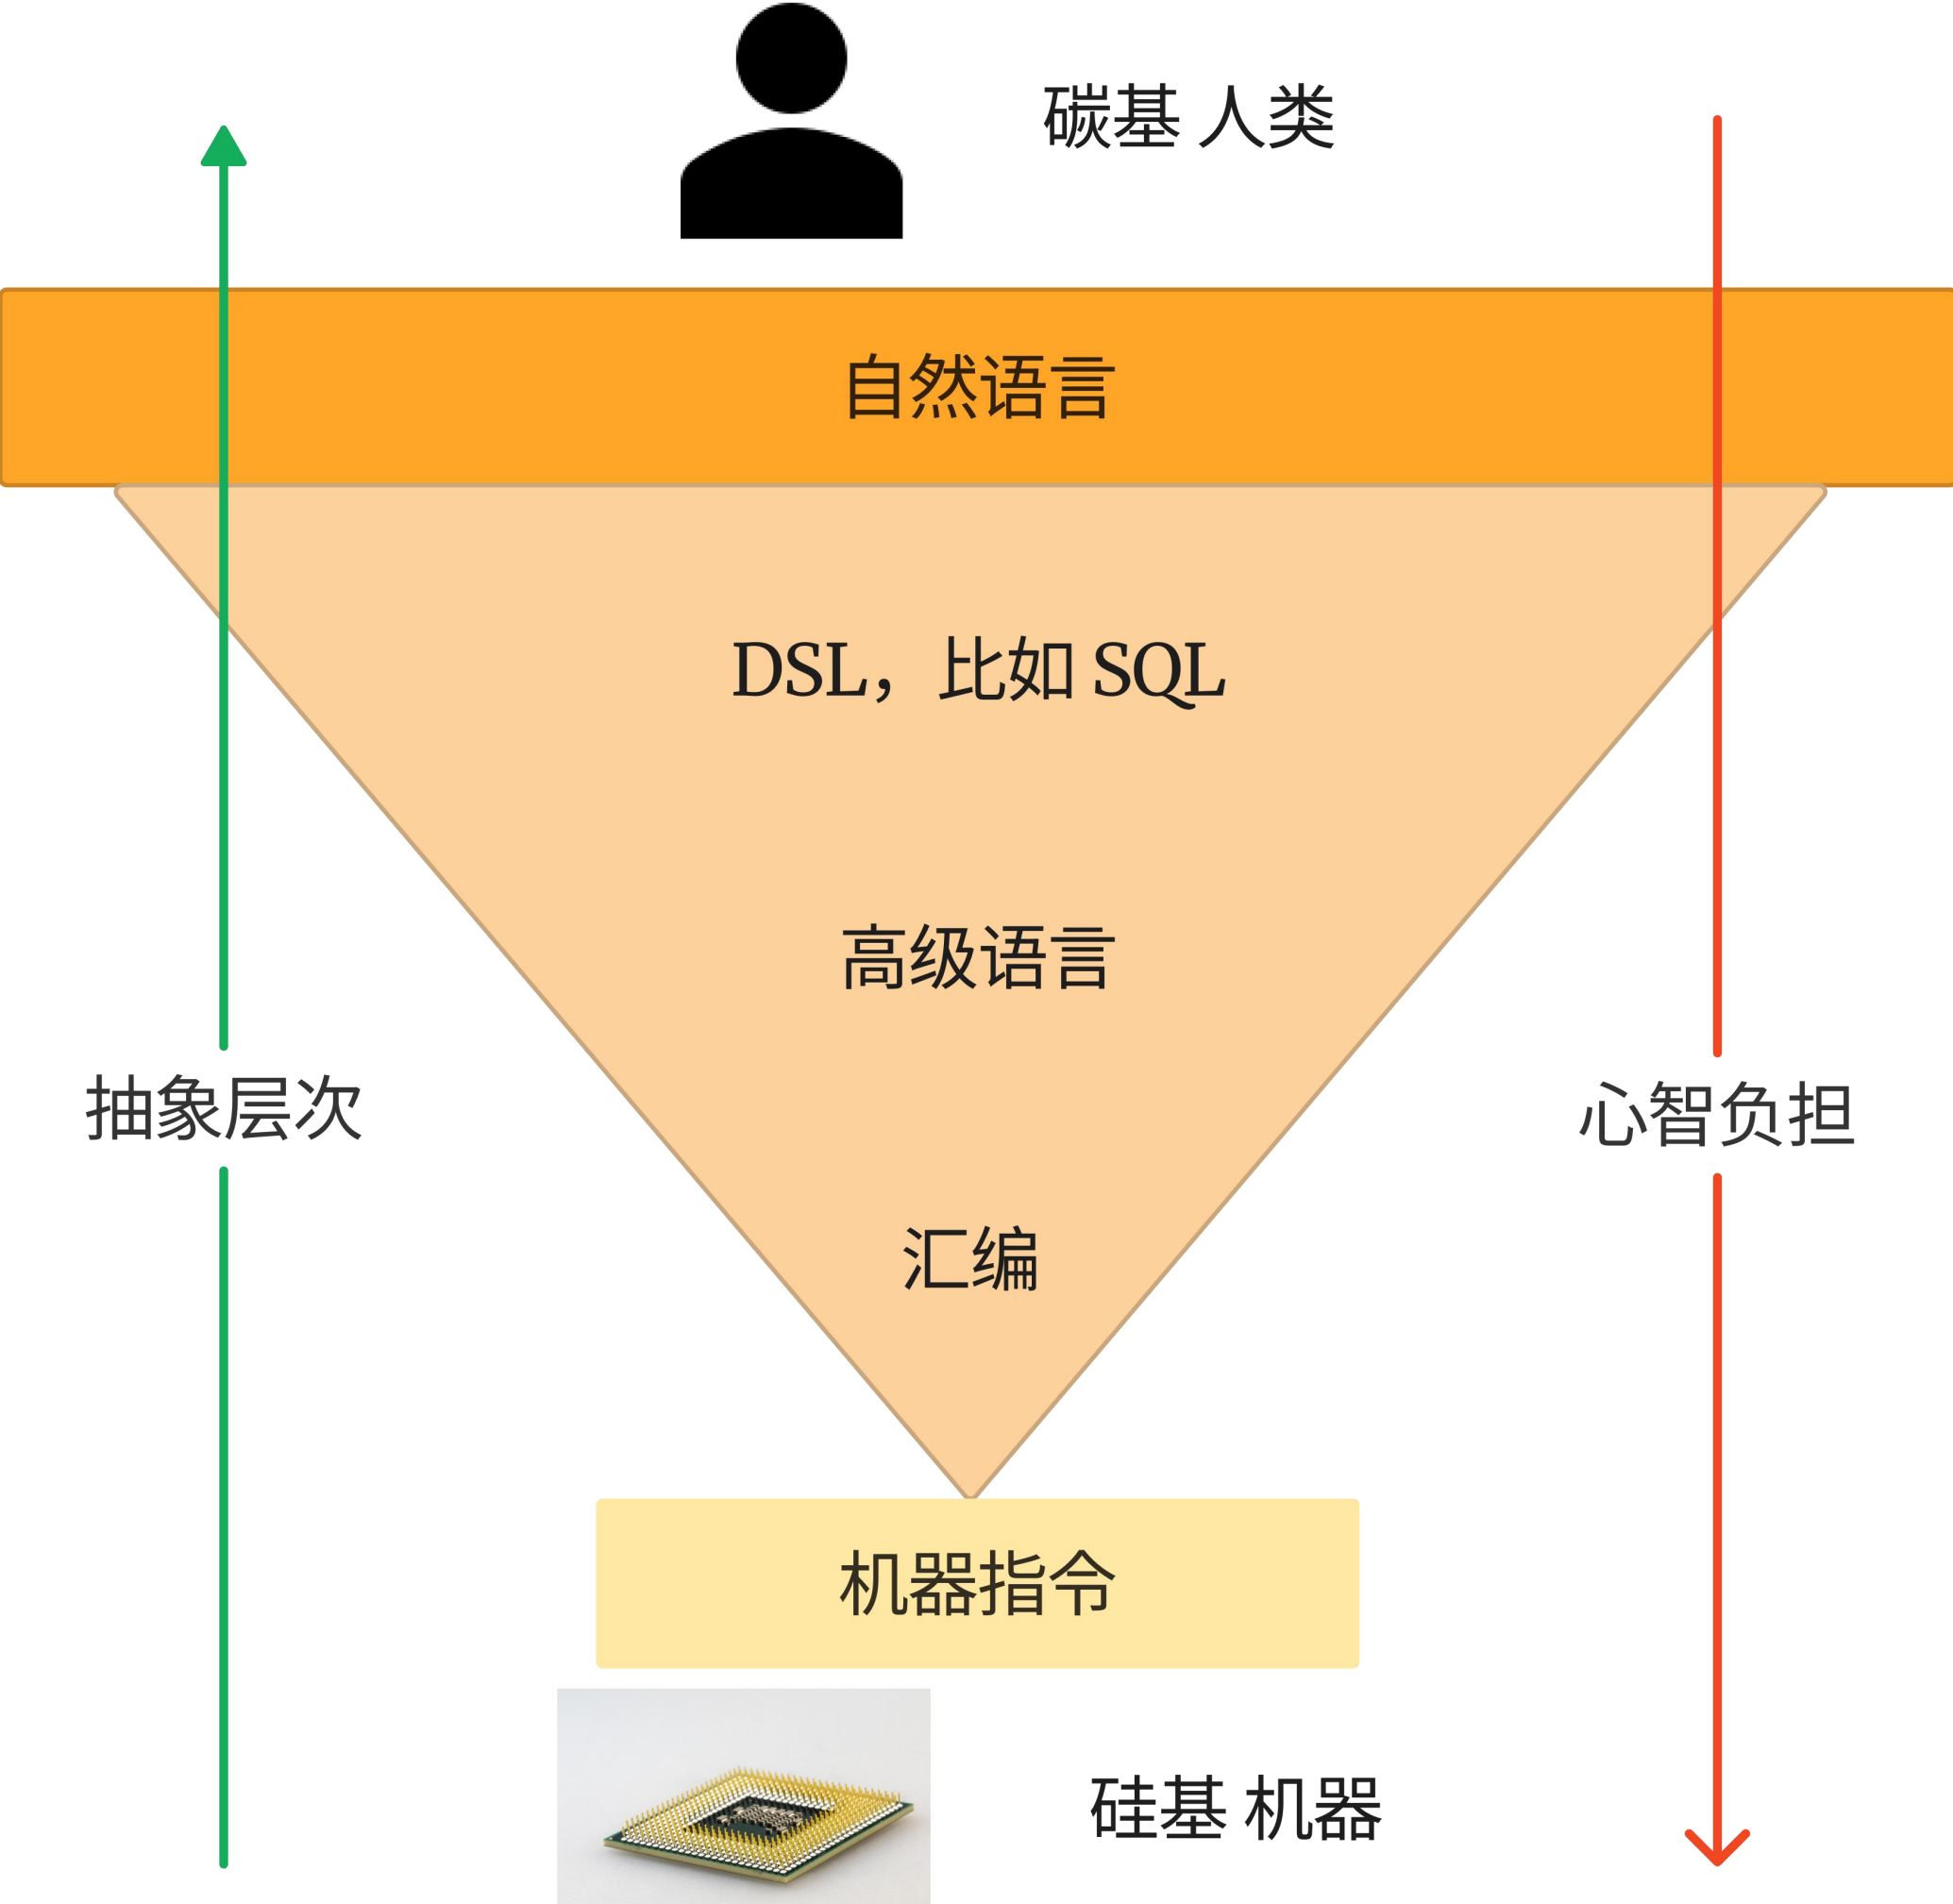 碳基 人类
自然语言
DSL，比如 SQL
高级语言
抽象层次
心智负担
汇编
机器指令
硅基 机器